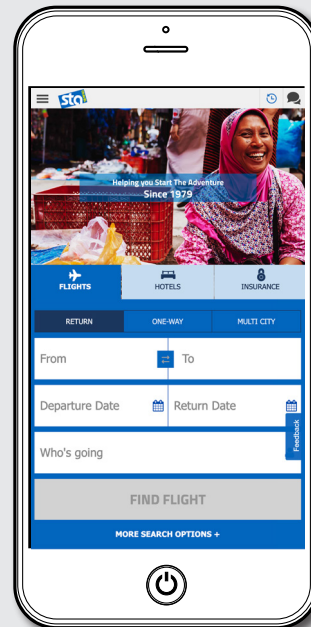 sta
Helping you Start The Adventure
Since 1979
FLIGHTS
HOTELS
INSURANCE
RETURN
ONE-WAY
MULTI CITY
From
To
Departure Date
Return Date
Feedback
Who's going
FIND FLIGHT
MORE SEARCH OPTIONS +